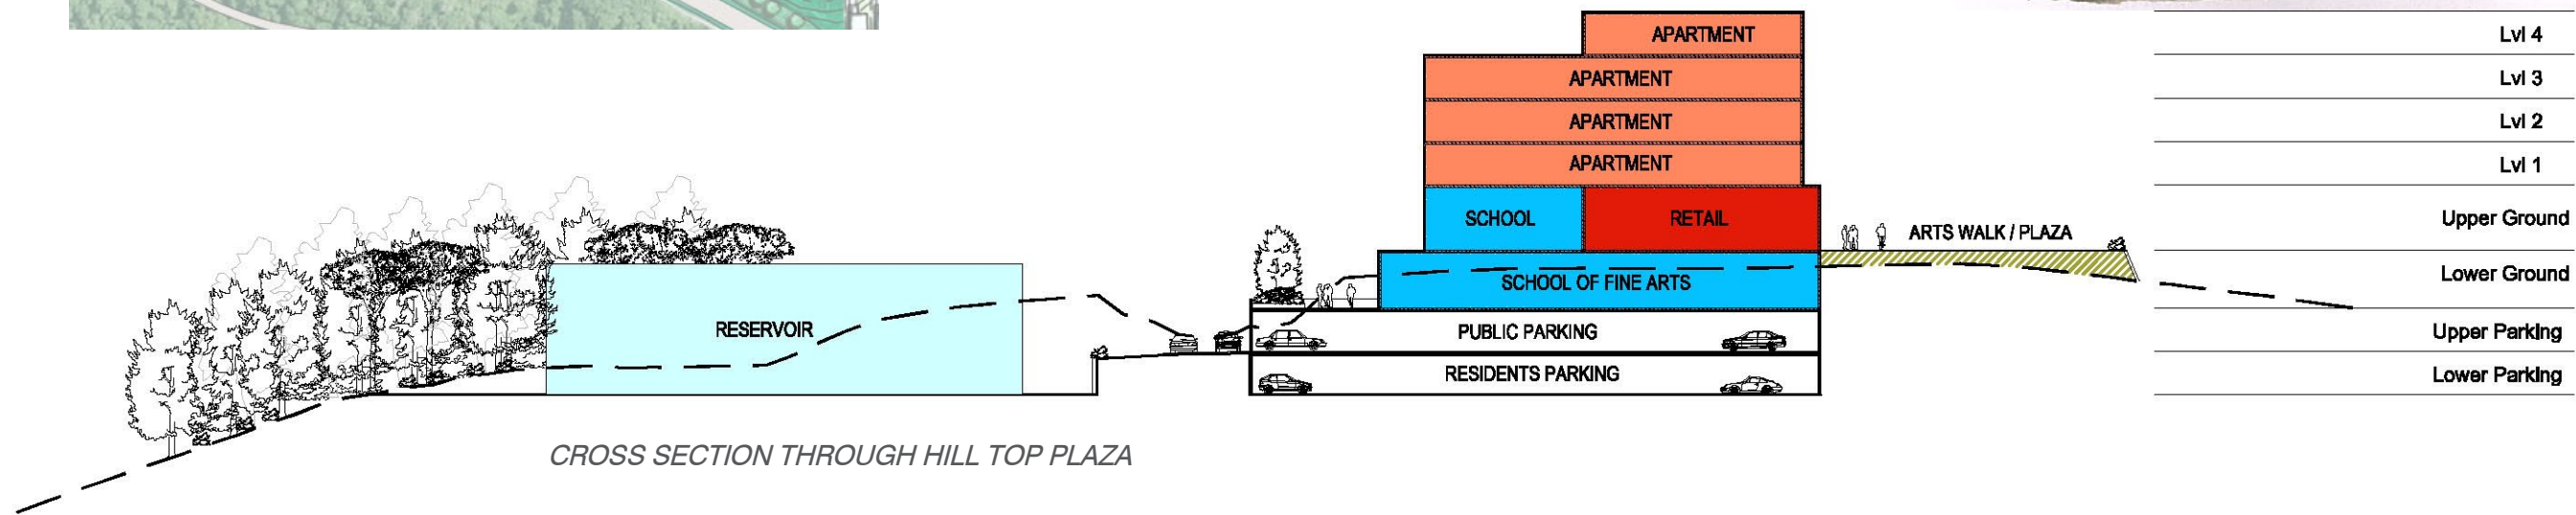 APARTMENT
Lvl 4
APARTMENT
Lvl 3
APARTMENT
Lvl 2
APARTMENT
Lvl 1
SCHOOL
RETAIL
ARTS WALK / PLAZA
Upper Ground
SCHOOL OF FINE ARTS
Lower Ground
RESERVOIR
PUBLIC PARKING
Upper Parking
RESIDENTS PARKING
Lower Parking
CROSS SECTION THROUGH HILL TOP PLAZA